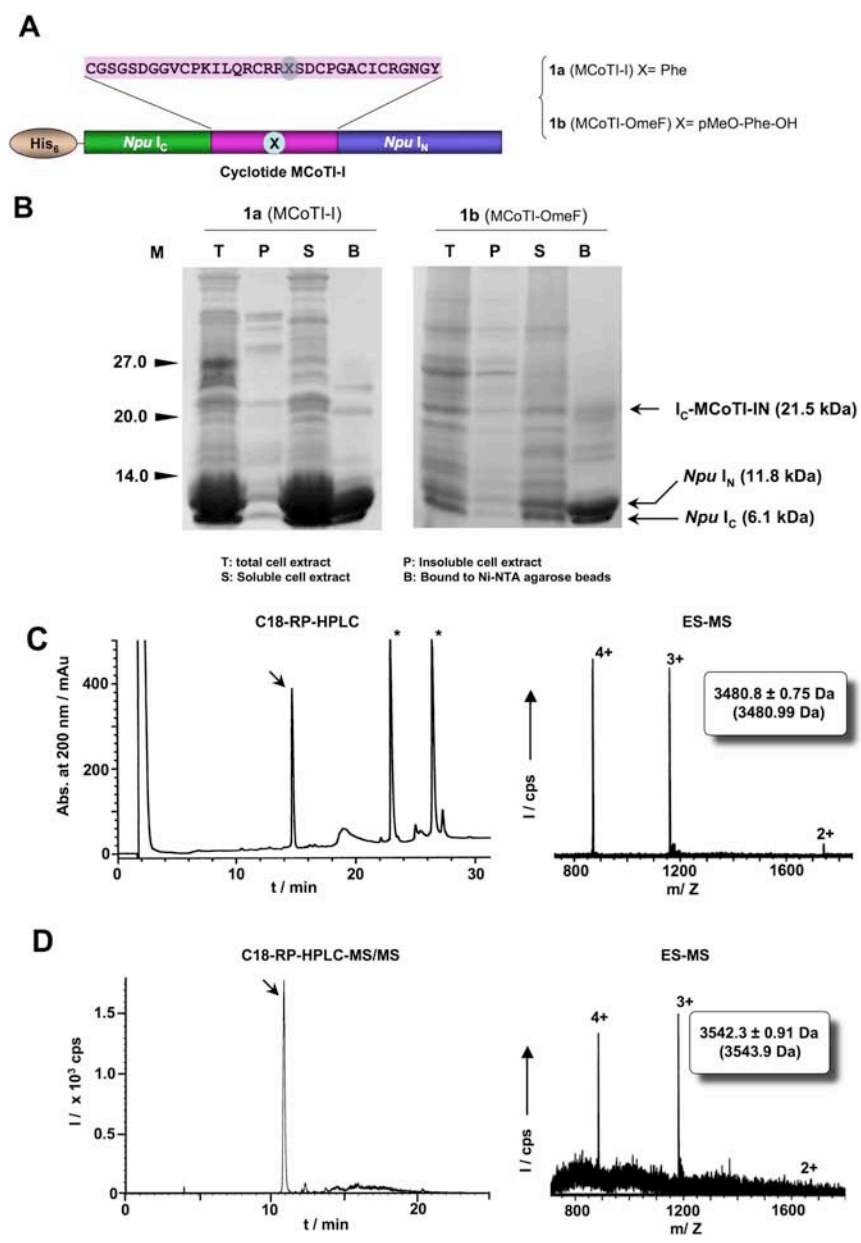 A
CGSGSDGGVCPKILQRCRRXSDCPGACICRGNGY
1a (MCoTI-I) X= Phe
1b (MCoTI-OmeF) X= pMeO-Phe-OH
His6 Npu IC X Npu IN
Cyclotide MCoTI-I
B
1a (MCoTI-I) 1b (MCoTI-OmeF)
M T P S B T P S B
27.0
20.0
14.0
IC-MCoTI-IN (21.5 kDa)
Npu IN (11.8 kDa)
Npu IC (6.1 kDa)
T: total cell extract P: Insoluble cell extract
S: Soluble cell extract B: Bound to Ni-NTA agarose beads
C
C18-RP-HPLC ES-MS
* *
4+ 3+ 2+
3480.8 ± 0.75 Da
(3480.99 Da)
Abs. at 200 nm / mAu
400
200
0
0 10 20 30
t / min
I / cps
800 1200 1600
m/ Z
D
C18-RP-HPLC-MS/MS ES-MS
4+ 3+ 2+
3542.3 ± 0.91 Da
(3543.9 Da)
I / x 10³ cps
1.5
1.0
0.5
0
0 10 20
t / min
I / cps
800 1200 1600
m/ Z